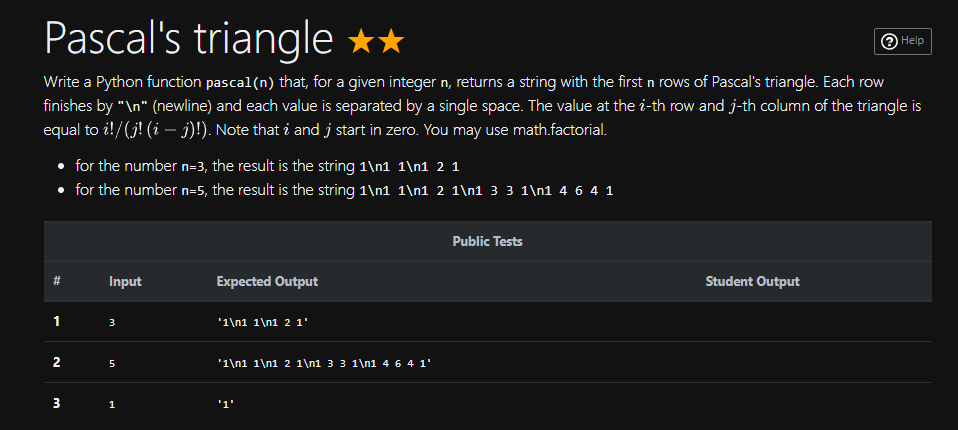 Pascal's triangle ★★
? Help
Write a Python function pascal(n) that, for a given integer n, returns a string with the first n rows of Pascal's triangle. Each row
finishes by "\n" (newline) and each value is separated by a single space. The value at the i-th row and j-th column of the triangle is
equal to i!/(j! (i − j)!). Note that i and j start in zero. You may use math.factorial.
• for the number n=3, the result is the string 1\n1 1\n1 2 1
• for the number n=5, the result is the string 1\n1 1\n1 2 1\n1 3 3 1\n1 4 6 4 1
Public Tests
# Input Expected Output Student Output
1 3 '1\n1 1\n1 2 1'
2 5 '1\n1 1\n1 2 1\n1 3 3 1\n1 4 6 4 1'
3 1 '1'